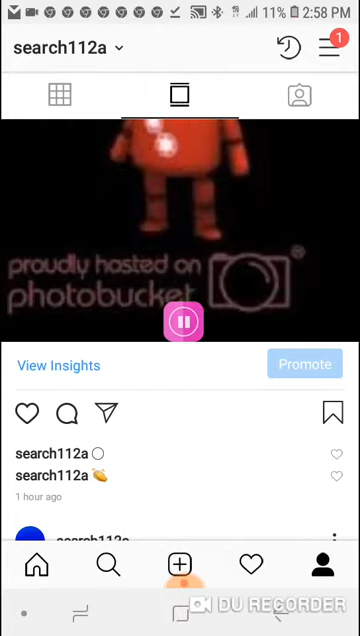 11% 2:58 PM
search112a
1
proudly hosted on
photobucket
View Insights
Promote
search112a
search112a
1 hour ago
DU RECORDER